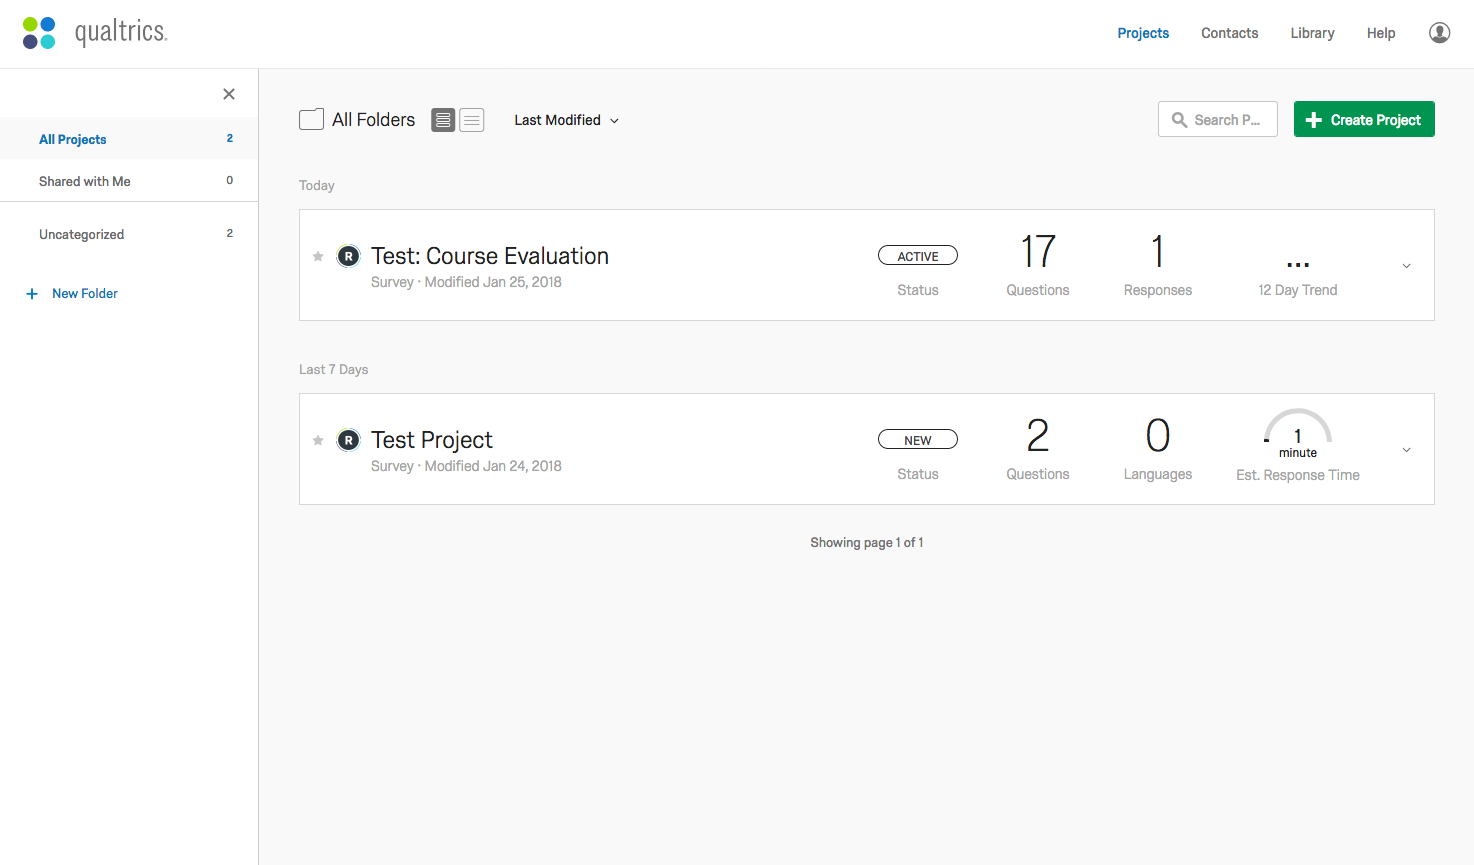 qualtrics.
Projects
Contacts
Library
Help
All Projects 2
Shared with Me 0
Uncategorized 2
+ New Folder
All Folders
Last Modified
Search P...
Create Project
Today
R
Test: Course Evaluation
Survey · Modified Jan 25, 2018
ACTIVE
Status
17
Questions
1
Responses
...
12 Day Trend
Last 7 Days
R
Test Project
Survey · Modified Jan 24, 2018
NEW
Status
2
Questions
0
Languages
1
minute
Est. Response Time
Showing page 1 of 1